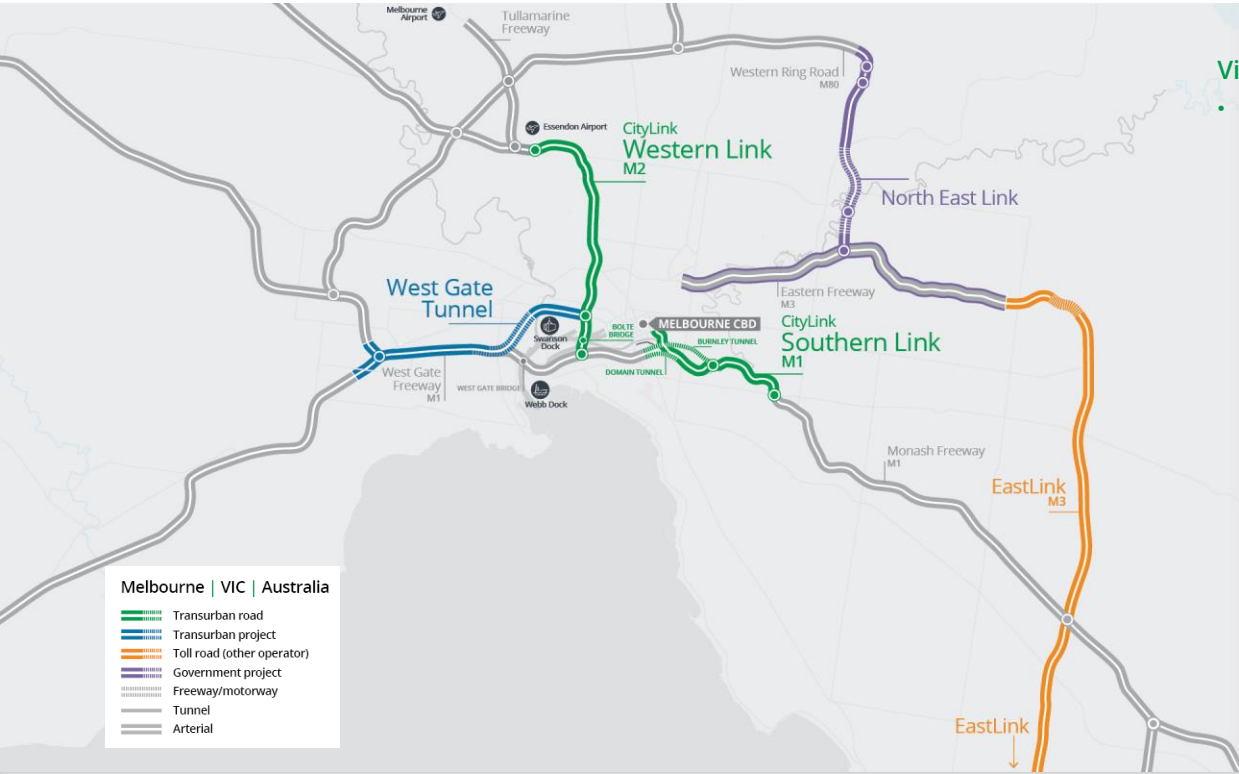 Melbourne
Airport
Tullamarine
Freeway
Western Ring Road
M80
Vi
•
Essendon Airport
CityLink
Western Link
M2
North East Link
West Gate
Tunnel
Eastern Freeway
M3
MELBOURNE CBD
Swanson
Dock
BOLTE
BRIDGE
BURNLEY TUNNEL
CityLink
Southern Link
M1
DOMAIN TUNNEL
West Gate
Freeway
M1
WEST GATE BRIDGE
Webb Dock
Monash Freeway
M1
EastLink
M3
Melbourne | VIC | Australia
Transurban road
Transurban project
Toll road (other operator)
Government project
Freeway/motorway
Tunnel
Arterial
EastLink